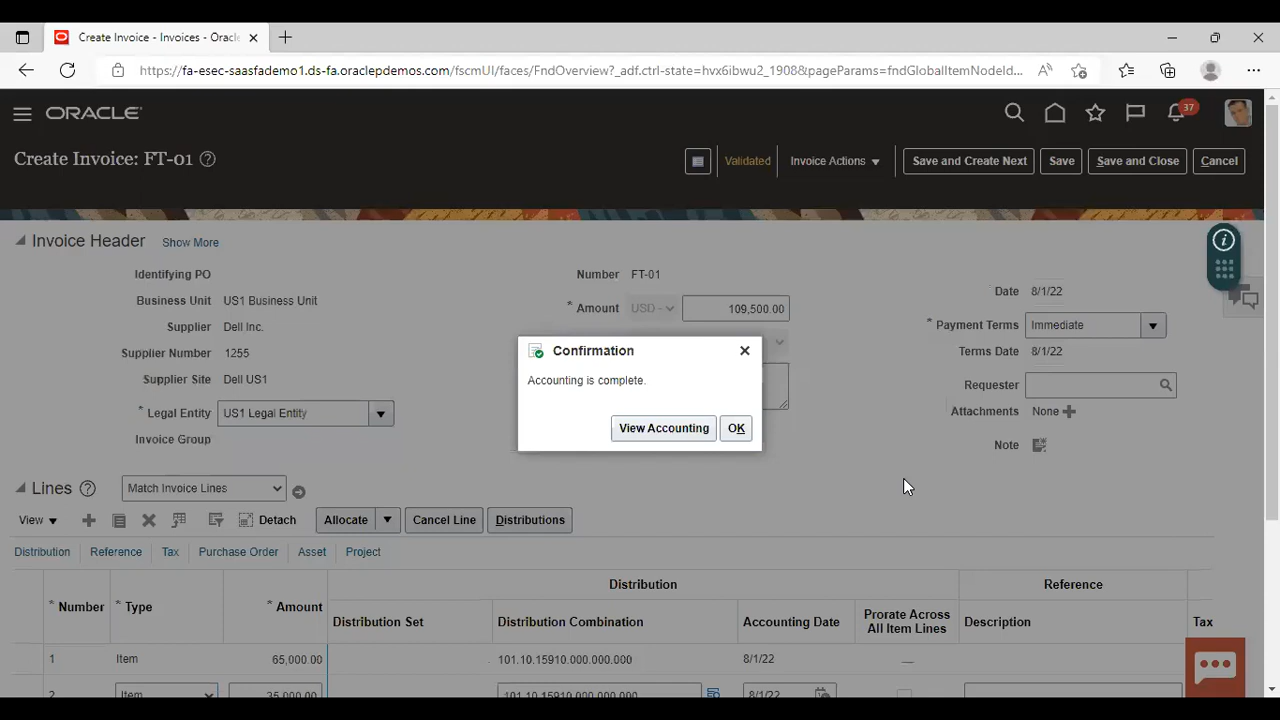 Create Invoice - Invoices - Oracle
https://fa-esec-saasfademo1.ds-fa.oraclepdemos.com/fscmUI/faces/FndOverview?_adf.ctrl-state=hvx6ibwu2_1908&pageParams=fndGlobalItemNodeId...
ORACLE
37
Create Invoice: FT-01
Validated
Invoice Actions
Save and Create Next
Save
Save and Close
Cancel
Invoice Header
Show More
Identifying PO
Business Unit US1 Business Unit
Supplier Dell Inc.
Supplier Number 1255
Supplier Site Dell US1
* Legal Entity US1 Legal Entity
Invoice Group
Number FT-01
* Amount USD - 109,500.00
Date 8/1/22
* Payment Terms Immediate
Terms Date 8/1/22
Requester
Attachments None
Note
Confirmation
Accounting is complete.
View Accounting
OK
Lines
Match Invoice Lines
View
Detach
Allocate
Cancel Line
Distributions
Distribution Reference Tax Purchase Order Asset Project
Distribution Reference
* Number * Type * Amount Distribution Set Distribution Combination Accounting Date Prorate Across All Item Lines Description Tax
1 Item 65,000.00 101.10.15910.000.000.000 8/1/22
2 Item 35,000.00 101.10.15910.000.000.000 8/1/22